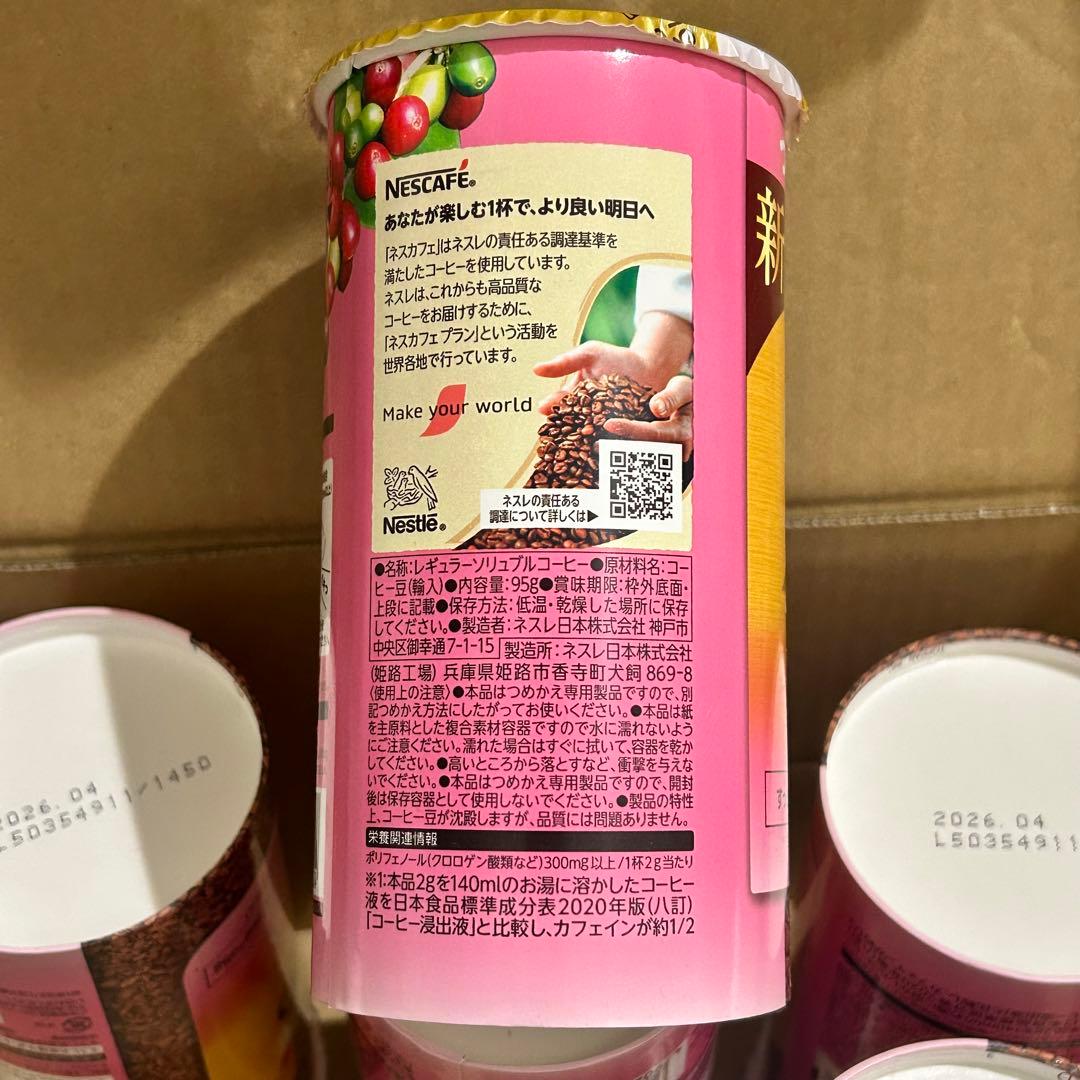 NESCAFÉ®
あなたが楽しむ1杯で、より良い明日へ
「ネスカフェ」はネスレの責任ある調達基準を
満たしたコーヒーを使用しています。
ネスレは、これからも高品質な
コーヒーをお届けするために、
「ネスカフェ プラン」という活動を
世界各地で行っています。
Make your world
Nestlé®
ネスレの責任ある
調達について詳しくは▶
●名称:レギュラーソリュブルコーヒー●原材料名:コー
ヒー豆(輸入)●内容量:95g●賞味期限:枠外底面・
上段に記載●保存方法:低温・乾燥した場所に保存
してください。●製造者:ネスレ日本株式会社 神戸市
中央区御幸通7-1-15 製造所:ネスレ日本株式会社
(姫路工場) 兵庫県姫路市香寺町犬飼 869-8
〈使用上の注意〉●本品はつめかえ専用製品ですので、別
記つめかえ方法にしたがってお使いください。●本品は紙
を主原料とした複合素材容器ですので水に濡れないよう
にご注意ください。濡れた場合はすぐに拭いて、容器を乾か
してください。●高いところから落とすなど、衝撃を与えな
いでください。●本品はつめかえ専用製品ですので、開封
後は保存容器として使用しないでください。●製品の特性
上、コーヒー豆が沈殿しますが、品質には問題ありません。
栄養関連情報
ポリフェノール(クロロゲン酸類など)300mg以上/1杯2g当たり
※1:本品2gを140mlのお湯に溶かしたコーヒー
液を日本食品標準成分表2020年版(八訂)
「コーヒー浸出液」と比較し、カフェインが約1/2
新
026.04
L50354911/1450
2026.04
L50354911